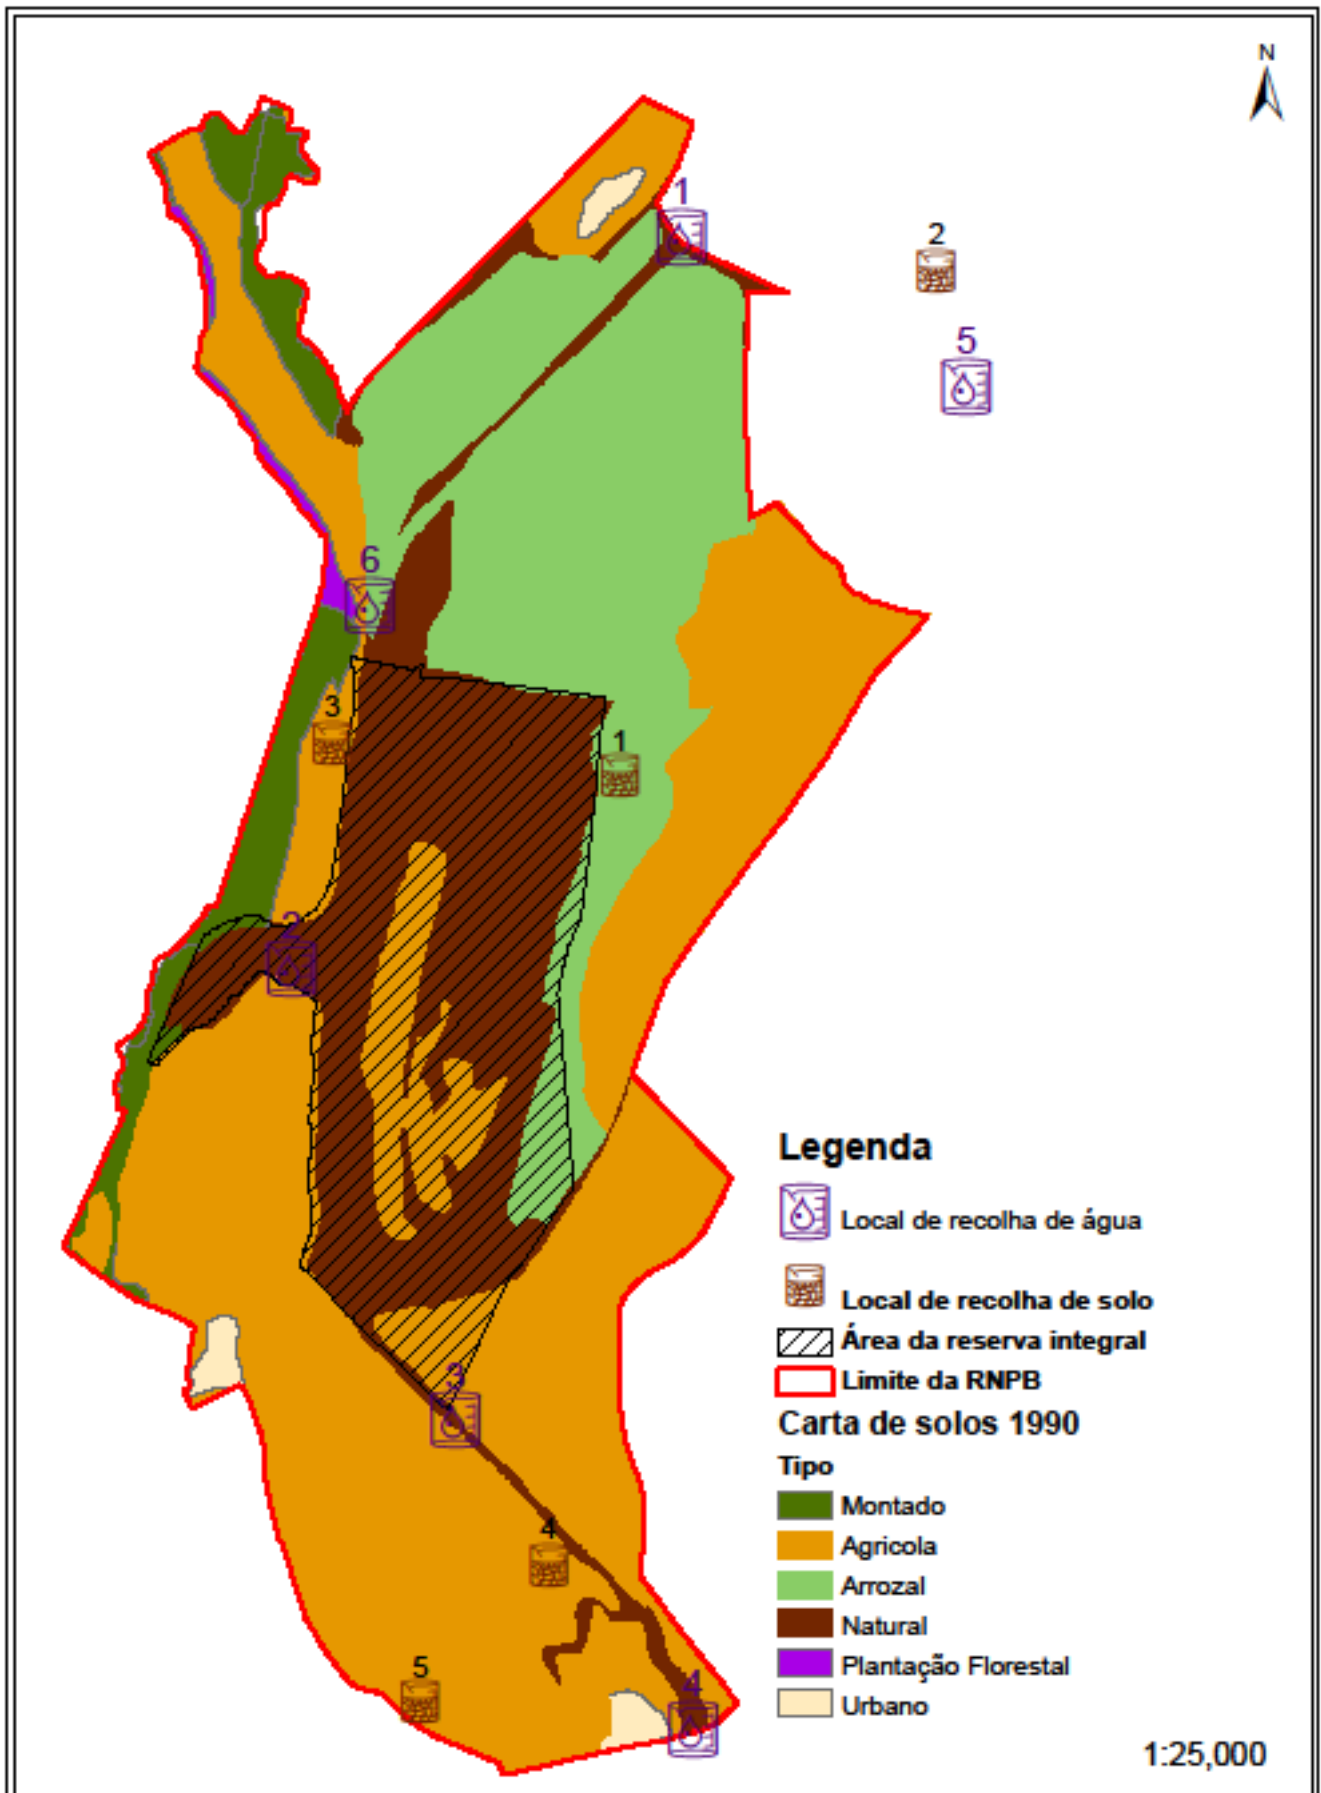 N
1
2
5
6
3
1
2
3
4
5
4
Legenda
Local de recolha de água
Local de recolha de solo
Área da reserva integral
Limite da RNPB
Carta de solos 1990
Tipo
Montado
Agricola
Arrozal
Natural
Plantação Florestal
Urbano
1:25,000